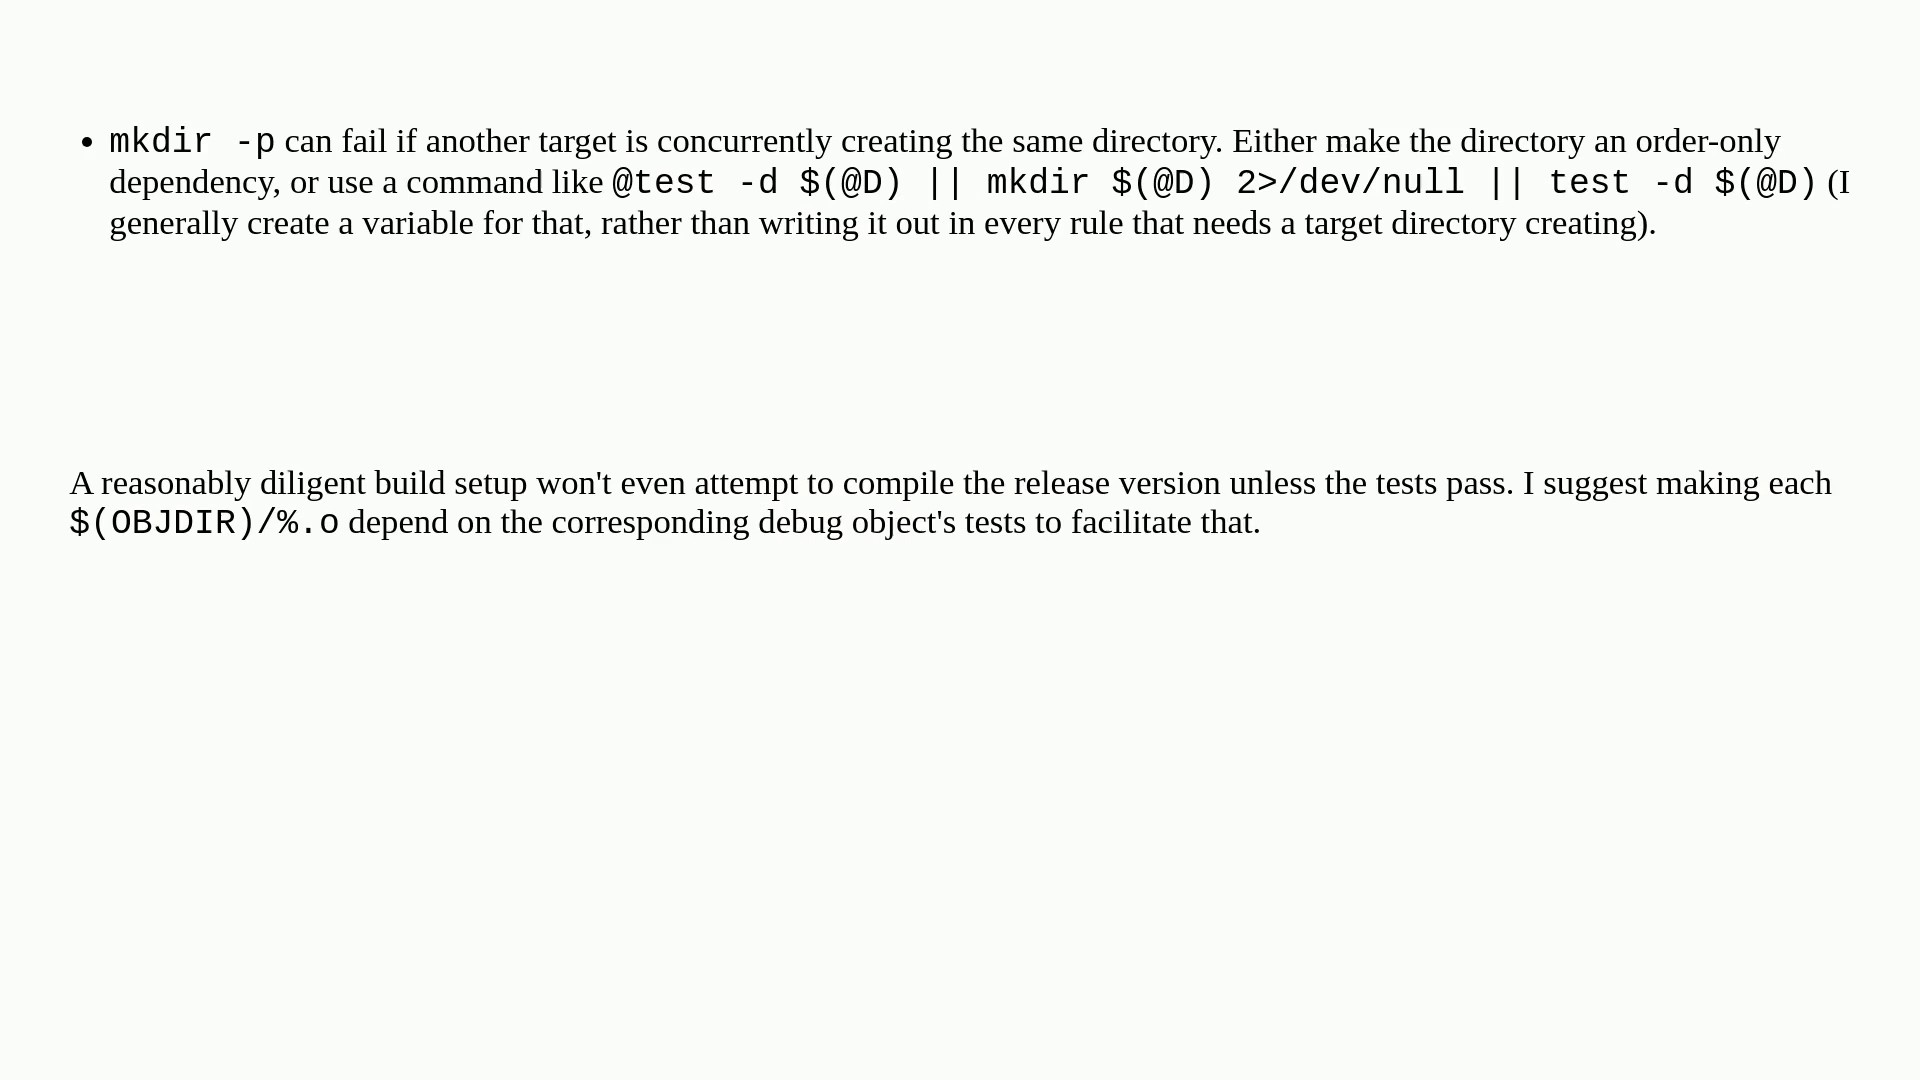 • mkdir -p can fail if another target is concurrently creating the same directory. Either make the directory an order-only
dependency, or use a command like @test -d $(@D) || mkdir $(@D) 2>/dev/null || test -d $(@D) (I
generally create a variable for that, rather than writing it out in every rule that needs a target directory creating).
A reasonably diligent build setup won't even attempt to compile the release version unless the tests pass. I suggest making each
$(OBJDIR)/%.o depend on the corresponding debug object's tests to facilitate that.